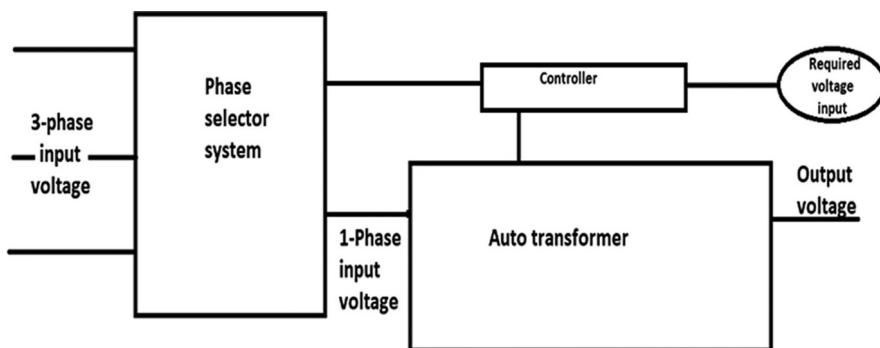 3-phase
input
voltage
Phase
selector
system
1-Phase
input
voltage
Controller
Required
voltage
input
Auto transformer
Output
voltage